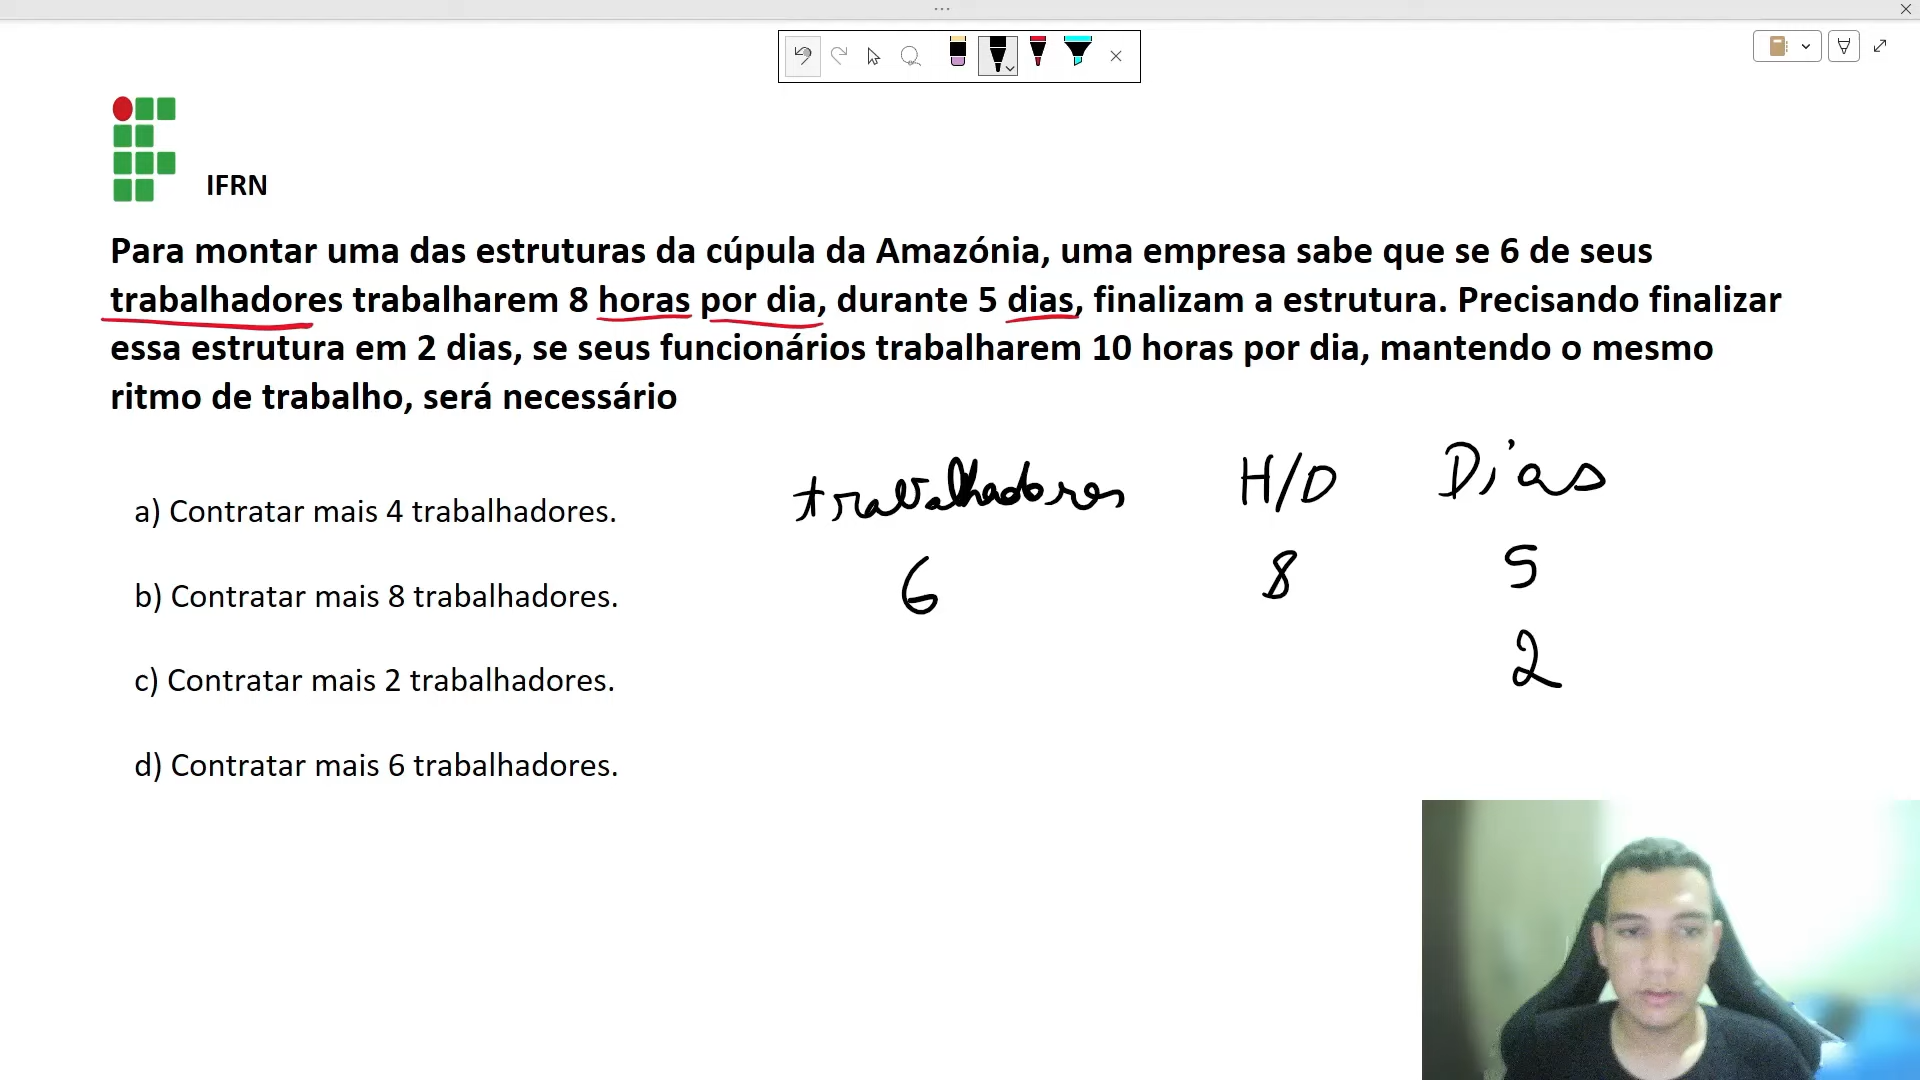 IFRN
Para montar uma das estruturas da cúpula da Amazónia, uma empresa sabe que se 6 de seus
trabalhadores trabalharem 8 horas por dia, durante 5 dias, finalizam a estrutura. Precisando finalizar
essa estrutura em 2 dias, se seus funcionários trabalharem 10 horas por dia, mantendo o mesmo
ritmo de trabalho, será necessário
a) Contratar mais 4 trabalhadores.
b) Contratar mais 8 trabalhadores.
c) Contratar mais 2 trabalhadores.
d) Contratar mais 6 trabalhadores.
trabalhadores H/D Dias
6 8 5
2